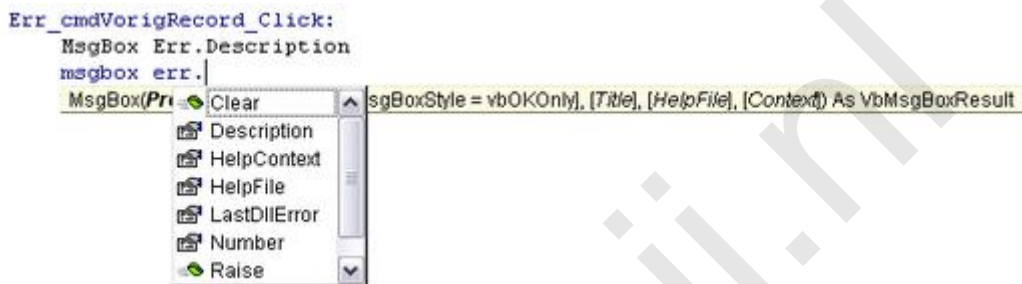 Err_cmdVorigRecord_Click:
MsgBox Err.Description
msgbox err.
MsgBox(Pr sgBoxStyle = vbOKOnly], [Title], [HelpFile], [Context]) As VbMsgBoxResult
Clear
Description
HelpContext
HelpFile
LastDllError
Number
Raise